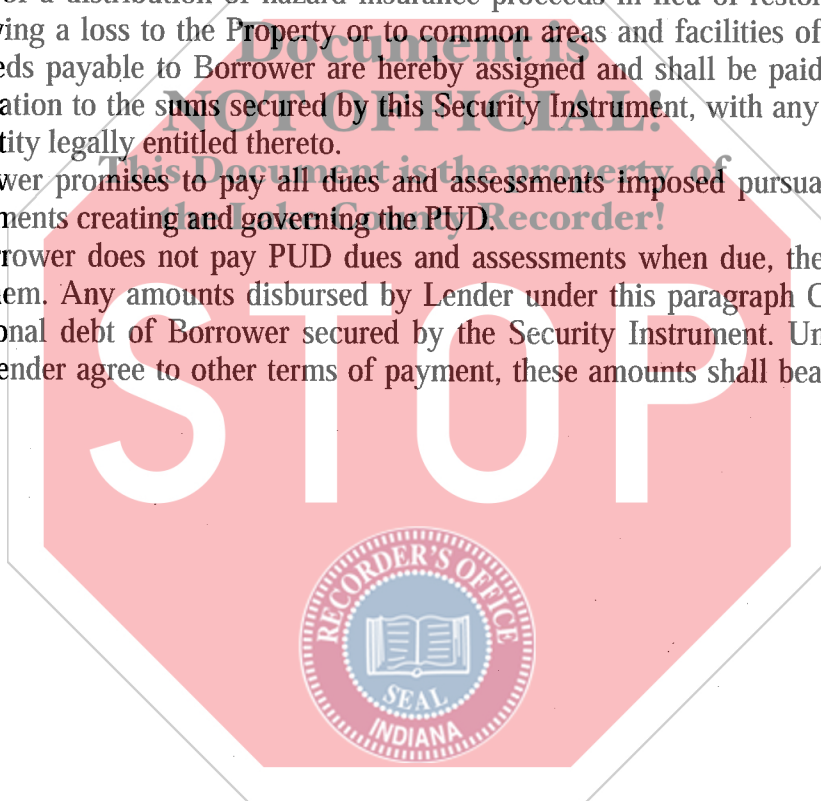 of a distribution of hazard insurance proceeds in lieu of restor
ving a loss to the Property or to common areas and facilities of
eds payable to Borrower are hereby assigned and shall be paid
ation to the sums secured by this Security Instrument, with any
tity legally entitled thereto.
wer promises to pay all dues and assessments imposed pursua
ments creating and governing the PUD.
rower does not pay PUD dues and assessments when due, the
em. Any amounts disbursed by Lender under this paragraph C
onal debt of Borrower secured by the Security Instrument. Un
ender agree to other terms of payment, these amounts shall bea
Document is
NOT OFFICIAL!
This Document is the property of
the Lake County Recorder!
STOP
RECORDER'S OFFICE
SEAL
INDIANA